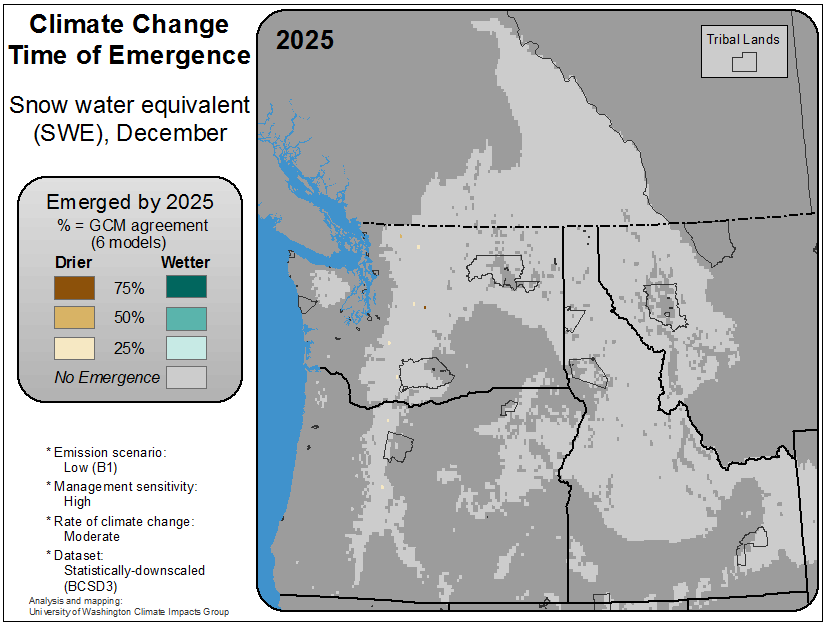 Climate Change
Time of Emergence
Snow water equivalent
(SWE), December
Emerged by 2025
% = GCM agreement
(6 models)
Drier Wetter
75%
50%
25%
No Emergence
* Emission scenario:
Low (B1)
* Management sensitivity:
High
* Rate of climate change:
Moderate
* Dataset:
Statistically-downscaled
(BCSD3)
Analysis and mapping:
University of Washington Climate Impacts Group
2025
Tribal Lands